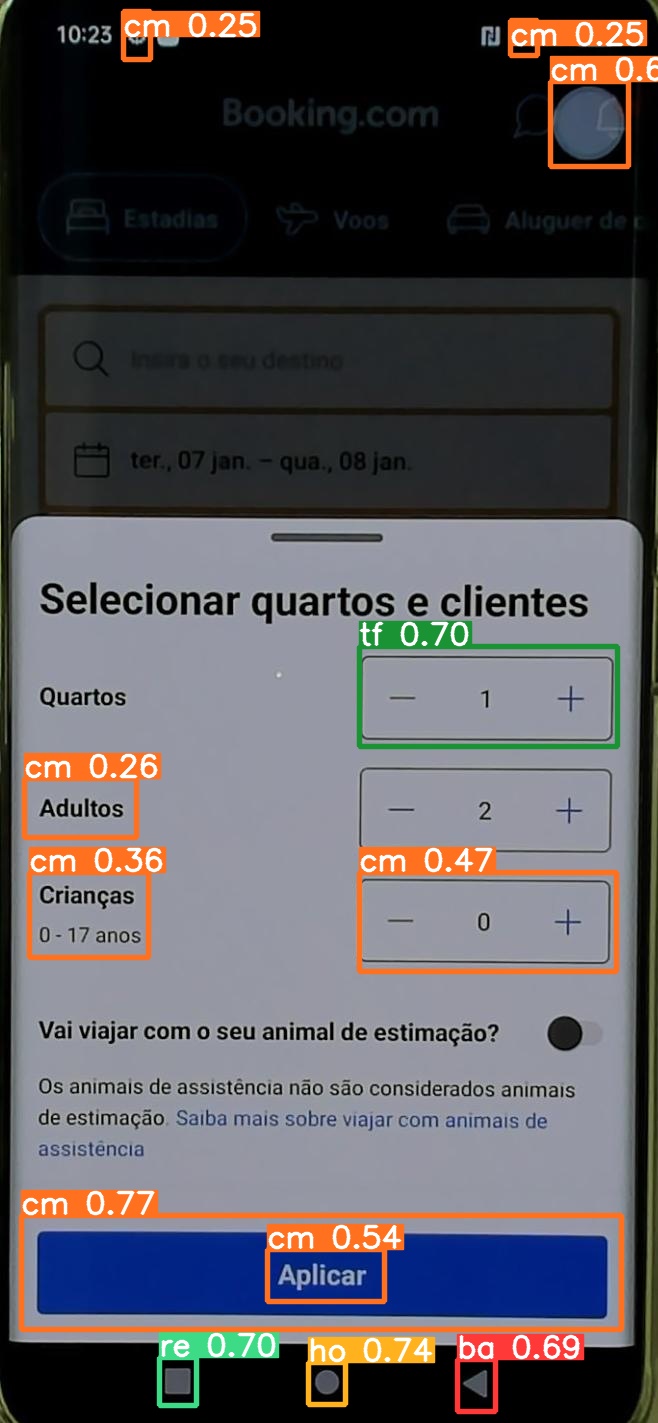 10:23
cm 0.25
cm 0.25
cm 0.6
Booking.com
Estadias
Voos
Aluguer de c
Insira o seu destino
ter., 07 jan. – qua., 08 jan.
Selecionar quartos e clientes
tf 0.70
Quartos
1
cm 0.26
Adultos
2
cm 0.36
cm 0.47
Crianças
0 - 17 anos
0
Vai viajar com o seu animal de estimação?
Os animais de assistência não são considerados animais
de estimação. Saiba mais sobre viajar com animais de
assistência
cm 0.77
cm 0.54
Aplicar
re 0.70
ho 0.74
ba 0.69